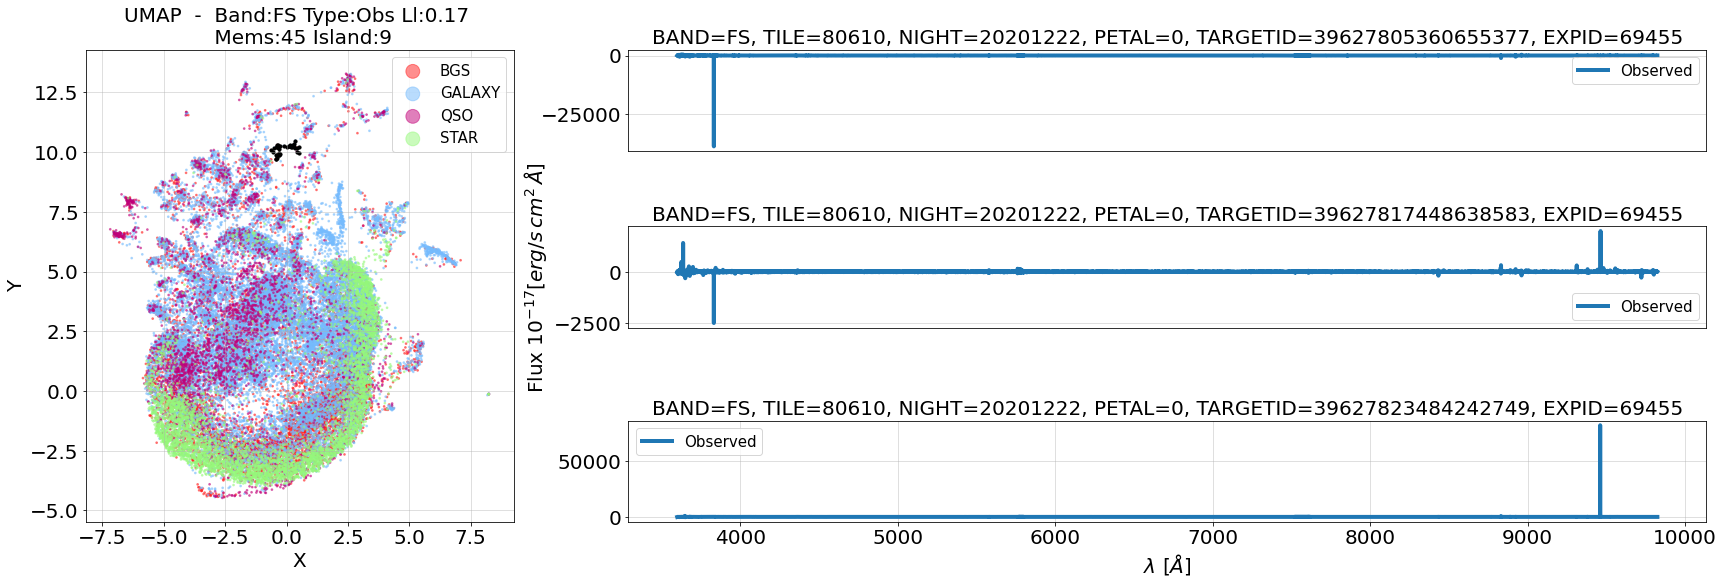 UMAP - Band:FS Type:Obs Ll:0.17
Mems:45 Island:9
BGS
GALAXY
QSO
STAR
12.5
10.0
7.5
5.0
2.5
0.0
−2.5
−5.0
Y
−7.5 −5.0 −2.5 0.0 2.5 5.0 7.5
X
Flux 10^{-17}[erg/s cm^2 Å]
BAND=FS, TILE=80610, NIGHT=20201222, PETAL=0, TARGETID=39627805360655377, EXPID=69455
0
−25000
Observed
BAND=FS, TILE=80610, NIGHT=20201222, PETAL=0, TARGETID=39627817448638583, EXPID=69455
0
−2500
Observed
BAND=FS, TILE=80610, NIGHT=20201222, PETAL=0, TARGETID=39627823484242749, EXPID=69455
Observed
50000
0
4000 5000 6000 7000 8000 9000 10000
λ [Å]